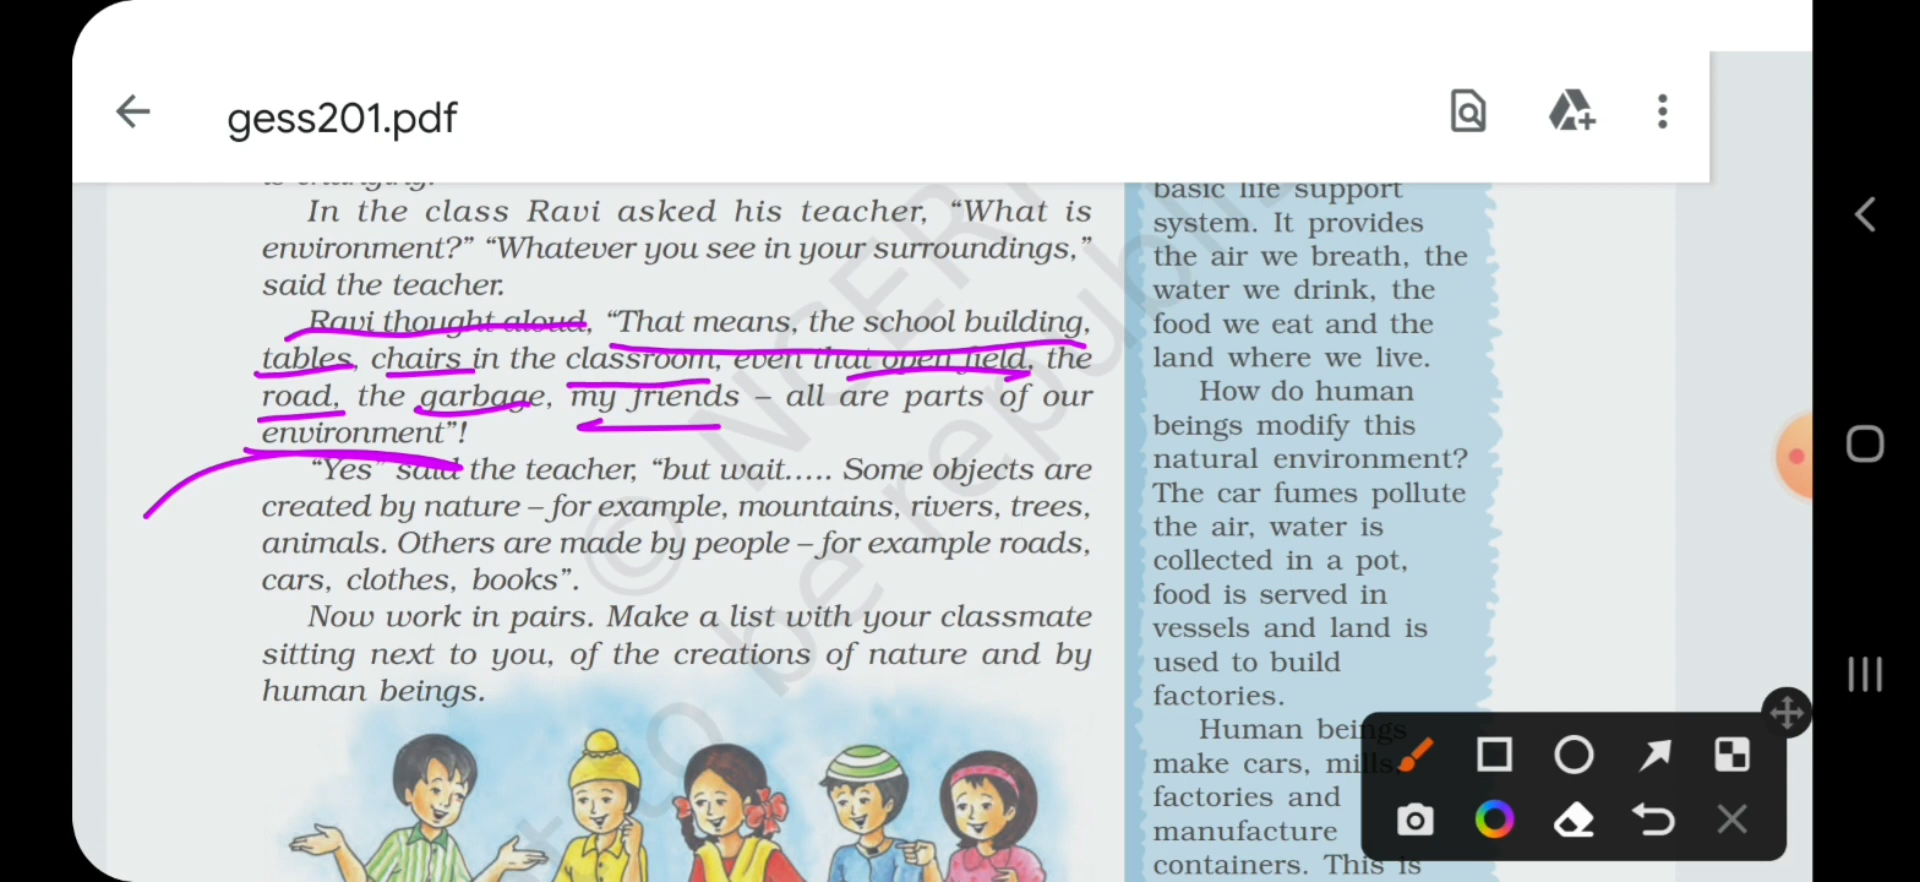 gess201.pdf
In the class Ravi asked his teacher, “What is
environment?” “Whatever you see in your surroundings,”
said the teacher.
Ravi thought aloud, “That means, the school building,
tables, chairs in the classroom, even that open field, the
road, the garbage, my friends – all are parts of our
environment”!
“Yes” said the teacher, “but wait..... Some objects are
created by nature – for example, mountains, rivers, trees,
animals. Others are made by people – for example roads,
cars, clothes, books”.
Now work in pairs. Make a list with your classmate
sitting next to you, of the creations of nature and by
human beings.
basic life support
system. It provides
the air we breath, the
water we drink, the
food we eat and the
land where we live.
How do human
beings modify this
natural environment?
The car fumes pollute
the air, water is
collected in a pot,
food is served in
vessels and land is
used to build
factories.
Human beings
make cars, mills,
factories and
manufacture
containers. This is
© NCERT
to be republi